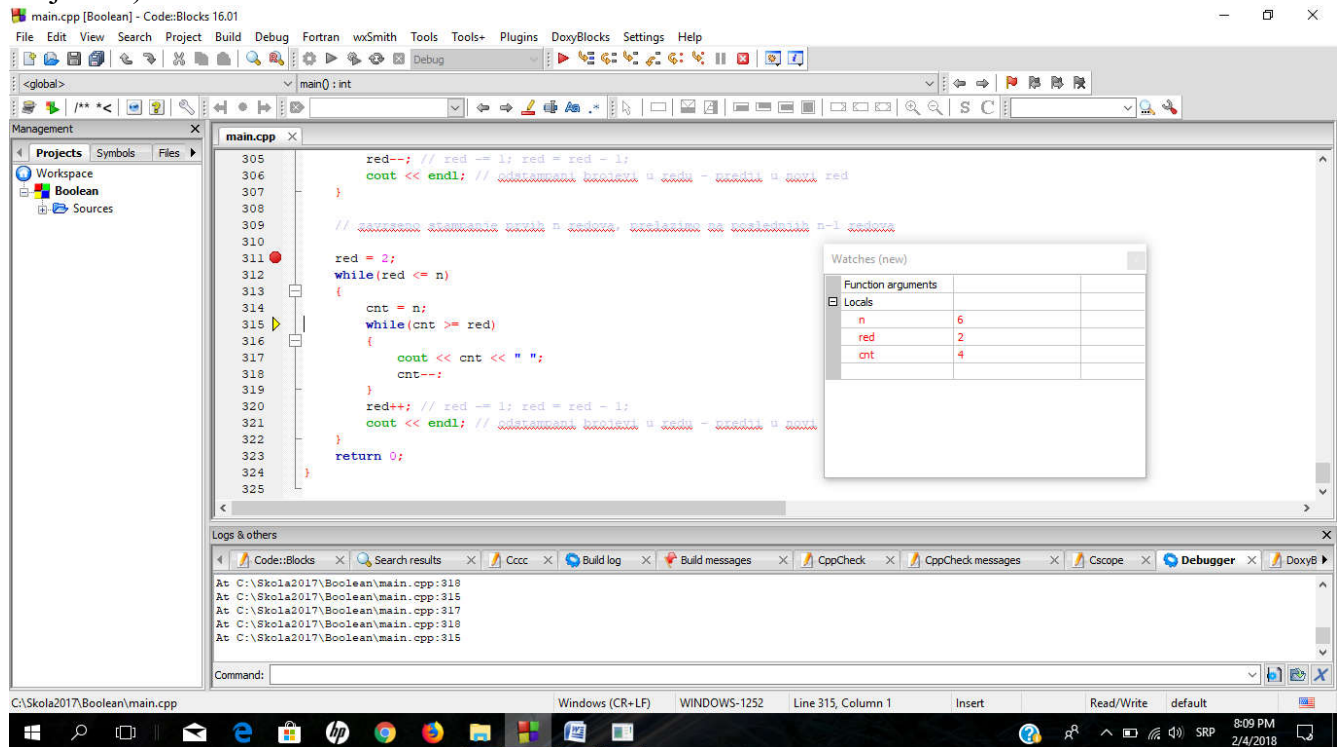 main.cpp [Boolean] - Code::Blocks 16.01
File Edit View Search Project Build Debug Fortran wxSmith Tools Tools+ Plugins DoxyBlocks Settings Help
Debug
<global> main() : int
/** *< S C
Management
main.cpp
Projects Symbols Files
Workspace
Boolean
Sources
305 red--; // red -= 1; red = red - 1;
306 cout << endl; // odstampani brojevi u redu - predji u novi red
307 }
308
309 // zavrseno stampanje prvih n redova, prelazimo na poslednjih n-1 redova
310
311 red = 2;
312 while(red <= n)
313 {
314 cnt = n;
315 while(cnt >= red)
316 {
317 cout << cnt << " ";
318 cnt--;
319 }
320 red++; // red -= 1; red = red - 1;
321 cout << endl; // odstampani brojevi u redu - predji u novi
322 }
323 return 0;
324 }
325
Watches (new)
Function arguments
Locals
n 6
red 2
cnt 4
Logs & others
Code::Blocks Search results Cccc Build log Build messages CppCheck CppCheck messages Cscope Debugger DoxyB
At C:\Skola2017\Boolean\main.cpp:318
At C:\Skola2017\Boolean\main.cpp:315
At C:\Skola2017\Boolean\main.cpp:317
At C:\Skola2017\Boolean\main.cpp:318
At C:\Skola2017\Boolean\main.cpp:315
Command:
C:\Skola2017\Boolean\main.cpp Windows (CR+LF) WINDOWS-1252 Line 315, Column 1 Insert Read/Write default
hp SRP 8:09 PM
2/4/2018